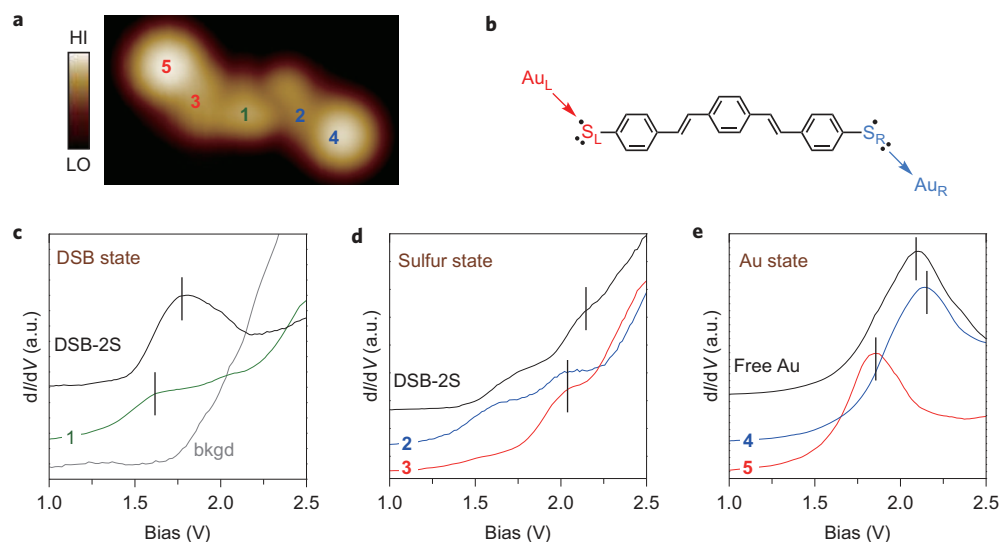 a
HI
LO
5
3
1
2
4
b
Au_L
S_L
S_R
Au_R
c
DSB state
DSB-2S
1
bkgd
dI/dV (a.u.)
1.0 1.5 2.0 2.5
Bias (V)
d
Sulfur state
DSB-2S
2
3
dI/dV (a.u.)
1.0 1.5 2.0 2.5
Bias (V)
e
Au state
Free Au
4
5
dI/dV (a.u.)
1.0 1.5 2.0 2.5
Bias (V)